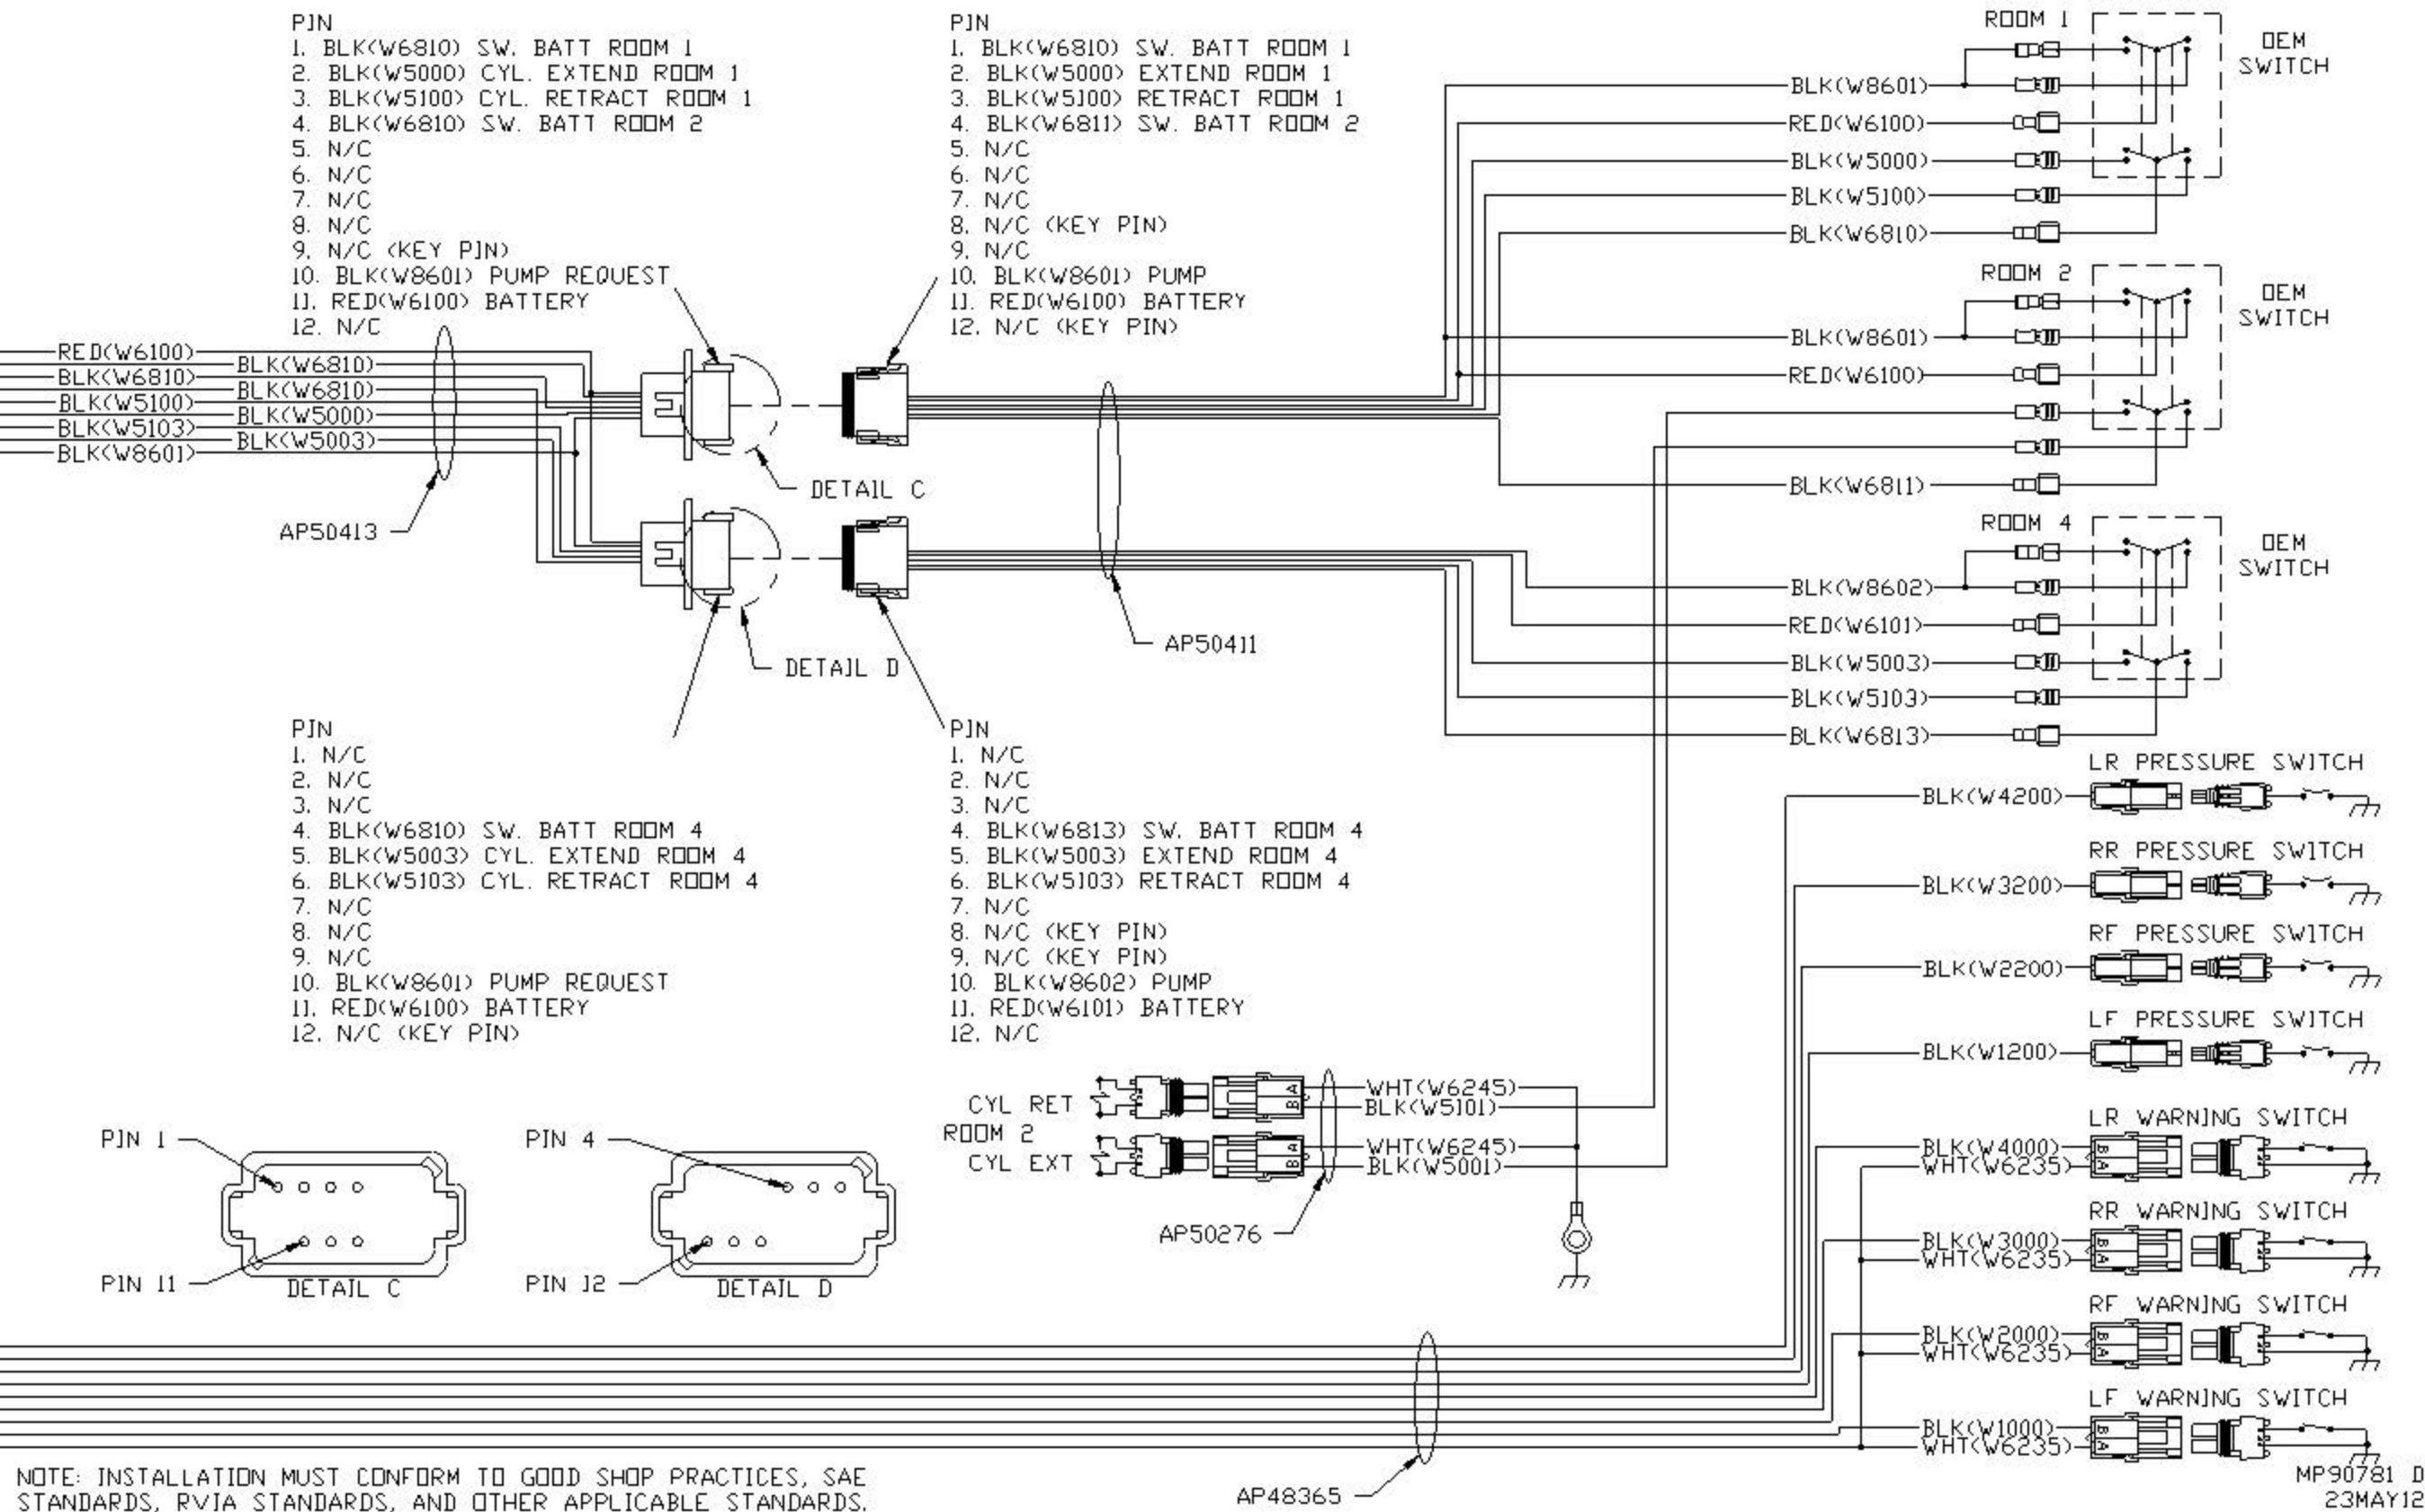 PIN
1. BLK(W6810) SW. BATT ROOM 1
2. BLK(W5000) CYL. EXTEND ROOM 1
3. BLK(W5100) CYL. RETRACT ROOM 1
4. BLK(W6810) SW. BATT ROOM 2
5. N/C
6. N/C
7. N/C
8. N/C
9. N/C (KEY PIN)
10. BLK(W8601) PUMP REQUEST
11. RED(W6100) BATTERY
12. N/C
PIN
1. BLK(W6810) SW. BATT ROOM 1
2. BLK(W5000) EXTEND ROOM 1
3. BLK(W5100) RETRACT ROOM 1
4. BLK(W6811) SW. BATT ROOM 2
5. N/C
6. N/C
7. N/C
8. N/C (KEY PIN)
9. N/C
10. BLK(W8601) PUMP
11. RED(W6100) BATTERY
12. N/C (KEY PIN)
ROOM 1
OEM
SWITCH
BLK(W8601)
RED(W6100)
BLK(W5000)
BLK(W5100)
BLK(W6810)
ROOM 2
OEM
SWITCH
BLK(W8601)
RED(W6100)
BLK(W6811)
ROOM 4
OEM
SWITCH
BLK(W8602)
RED(W6101)
BLK(W5003)
BLK(W5103)
BLK(W6813)
RED(W6100)
BLK(W6810)
BLK(W6810)
BLK(W6810)
BLK(W5100)
BLK(W5000)
BLK(W5103)
BLK(W5003)
BLK(W8601)
AP50413
DETAIL C
DETAIL D
AP50411
PIN
1. N/C
2. N/C
3. N/C
4. BLK(W6810) SW. BATT ROOM 4
5. BLK(W5003) CYL. EXTEND ROOM 4
6. BLK(W5103) CYL. RETRACT ROOM 4
7. N/C
8. N/C
9. N/C
10. BLK(W8601) PUMP REQUEST
11. RED(W6100) BATTERY
12. N/C (KEY PIN)
PIN
1. N/C
2. N/C
3. N/C
4. BLK(W6813) SW. BATT ROOM 4
5. BLK(W5003) EXTEND ROOM 4
6. BLK(W5103) RETRACT ROOM 4
7. N/C
8. N/C (KEY PIN)
9. N/C (KEY PIN)
10. BLK(W8602) PUMP
11. RED(W6101) BATTERY
12. N/C
LR PRESSURE SWITCH
BLK(W4200)
RR PRESSURE SWITCH
BLK(W3200)
RF PRESSURE SWITCH
BLK(W2200)
LF PRESSURE SWITCH
BLK(W1200)
LR WARNING SWITCH
BLK(W4000)
B
WHT(W6235)
A
RR WARNING SWITCH
BLK(W3000)
B
WHT(W6235)
A
RF WARNING SWITCH
BLK(W2000)
B
WHT(W6235)
A
LF WARNING SWITCH
BLK(W1000)
B
WHT(W6235)
A
CYL RET
A
WHT(W6245)
B
BLK(W5101)
ROOM 2
CYL EXT
A
WHT(W6245)
B
BLK(W5001)
AP50276
PIN 1
PIN 11
DETAIL C
PIN 4
PIN 12
DETAIL D
AP48365
NOTE: INSTALLATION MUST CONFORM TO GOOD SHOP PRACTICES, SAE
STANDARDS, RVIA STANDARDS, AND OTHER APPLICABLE STANDARDS.
MP90781 D
23MAY12